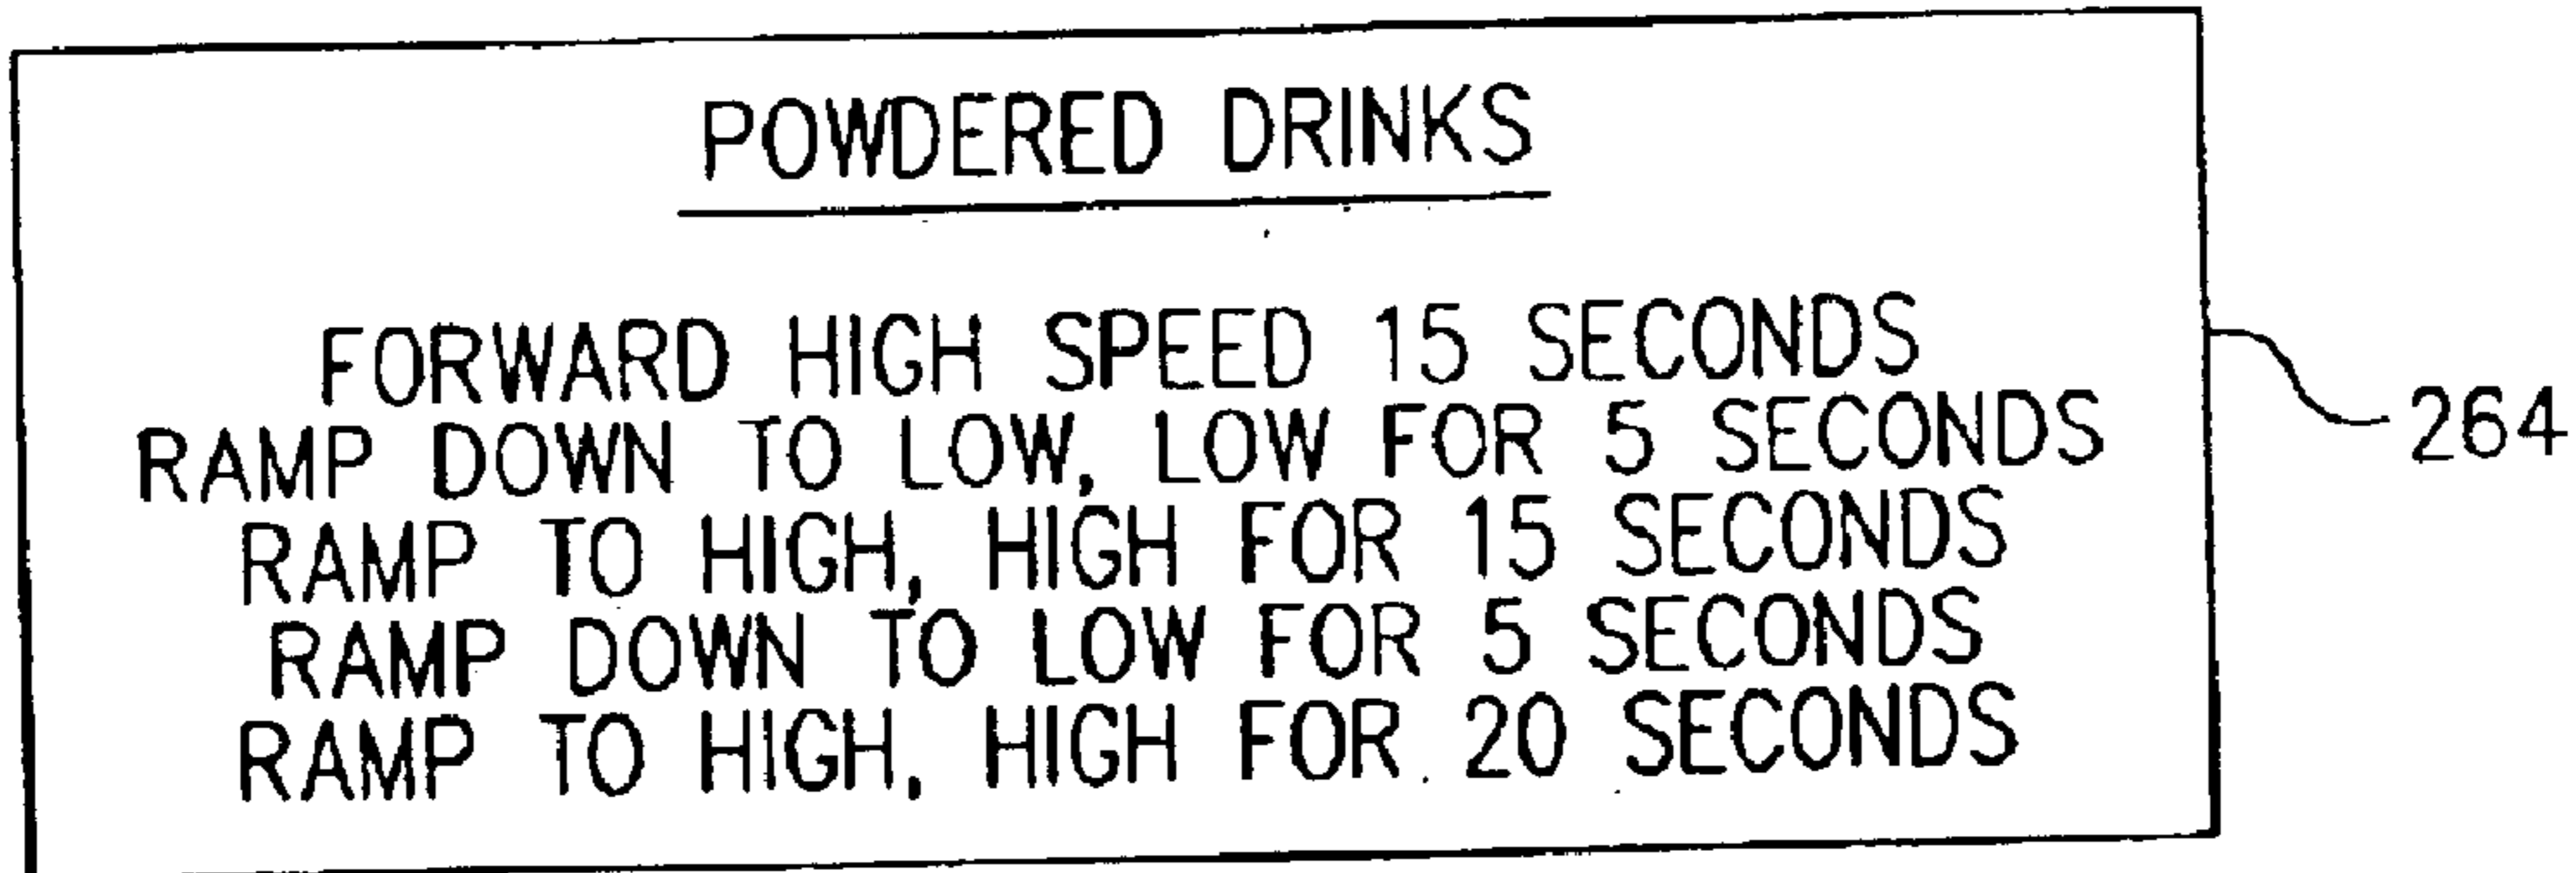 POWDERED DRINKS
FORWARD HIGH SPEED 15 SECONDS
RAMP DOWN TO LOW, LOW FOR 5 SECONDS
RAMP TO HIGH, HIGH FOR 15 SECONDS
RAMP DOWN TO LOW FOR 5 SECONDS
RAMP TO HIGH, HIGH FOR 20 SECONDS
264